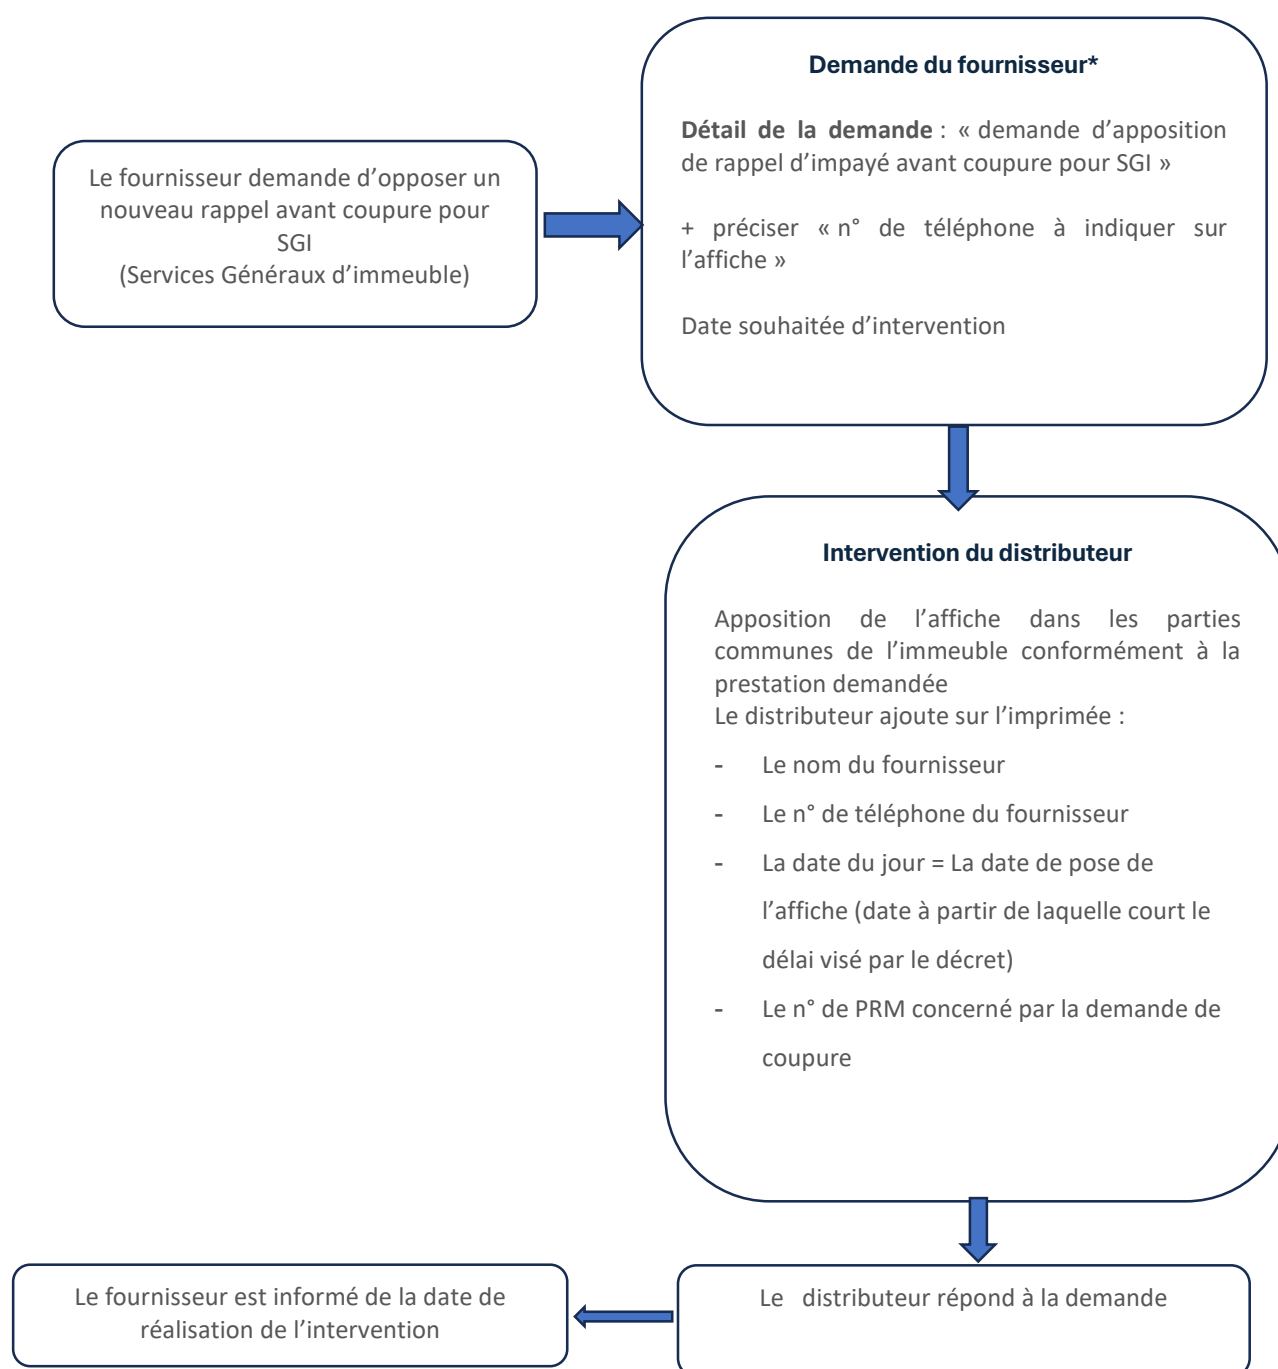 Le fournisseur demande d’opposer un
nouveau rappel avant coupure pour
SGI
(Services Généraux d’immeuble)
Demande du fournisseur*
Détail de la demande : « demande d’apposition
de rappel d’impayé avant coupure pour SGI »
+ préciser « n° de téléphone à indiquer sur
l’affiche »
Date souhaitée d’intervention
Intervention du distributeur
Apposition de l’affiche dans les parties
communes de l’immeuble conformément à la
prestation demandée
Le distributeur ajoute sur l’imprimée :
- Le nom du fournisseur
- Le n° de téléphone du fournisseur
- La date du jour = La date de pose de
l’affiche (date à partir de laquelle court le
délai visé par le décret)
- Le n° de PRM concerné par la demande de
coupure
Le distributeur répond à la demande
Le fournisseur est informé de la date de
réalisation de l’intervention